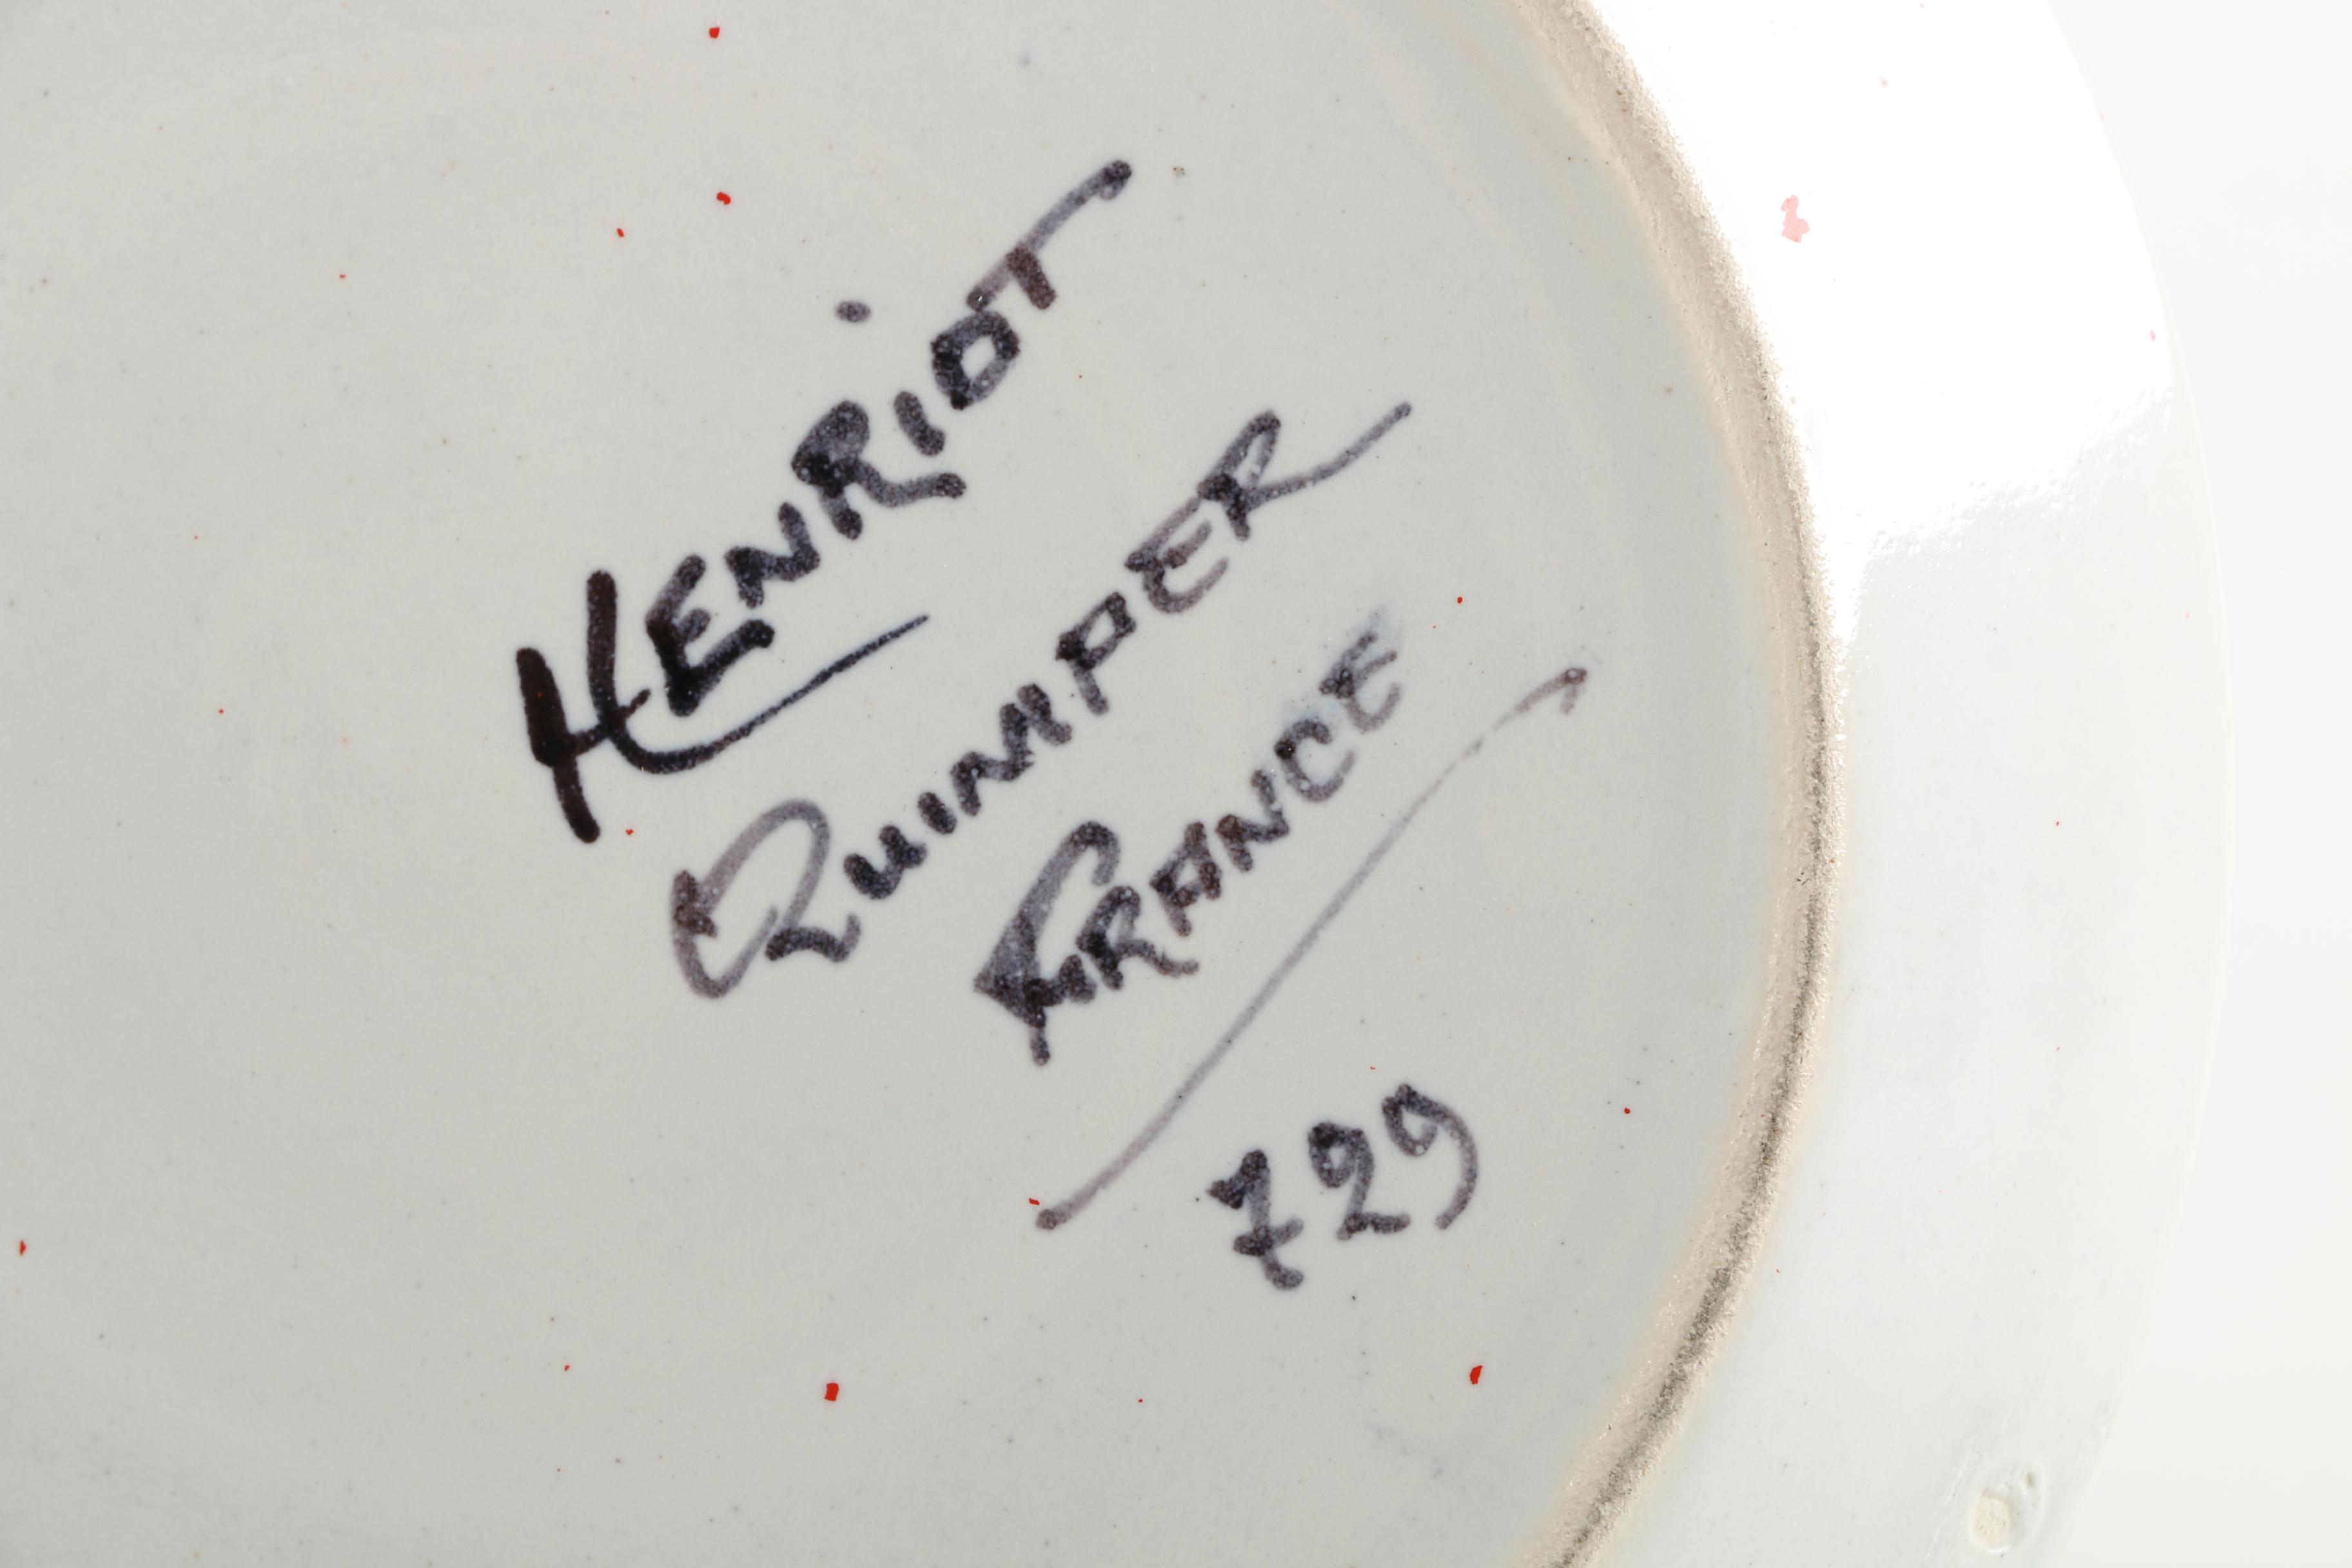 HENRiOT
QUIMPER
FRANCE
729